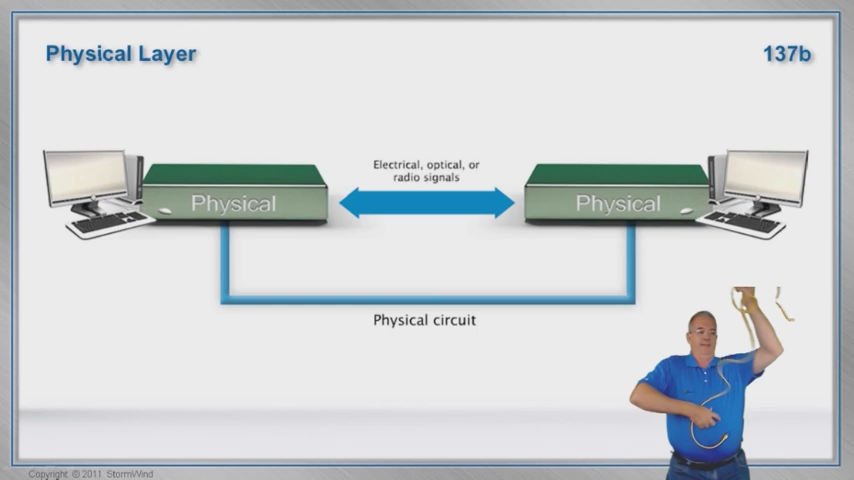 Physical Layer
137b
Electrical, optical, or
radio signals
Physical
Physical
Physical circuit
Copyright © 2011 StormWind